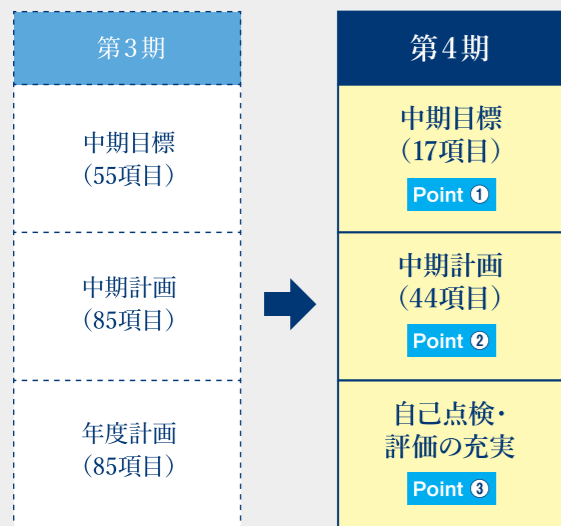 第3期
中期目標
（55項目）
中期計画
（85項目）
年度計画
（85項目）
第4期
中期目標
（17項目）
Point ①
中期計画
（44項目）
Point ②
自己点検・
評価の充実
Point ③